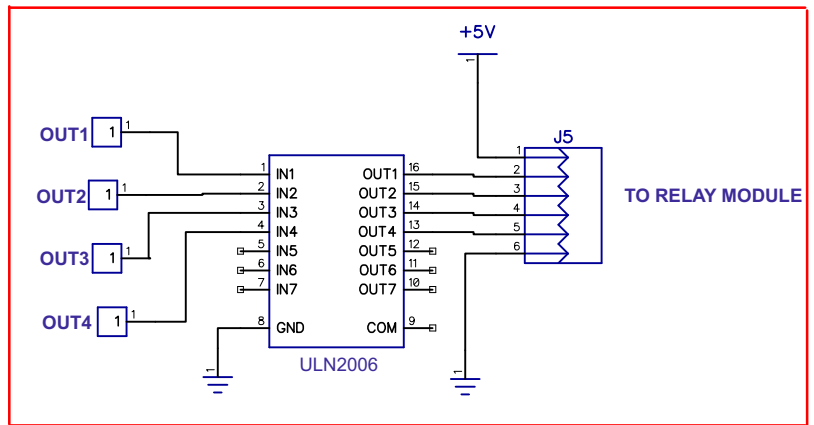 +5V
1
OUT1 1 1
OUT2 1 1
OUT3 1 1
OUT4 1 1
1 IN1 OUT1 16
2 IN2 OUT2 15
3 IN3 OUT3 14
4 IN4 OUT4 13
5 IN5 OUT5 12
6 IN6 OUT6 11
7 IN7 OUT7 10
8 GND COM 9
ULN2006
1
1
J5
1
2
3
4
5
6
TO RELAY MODULE